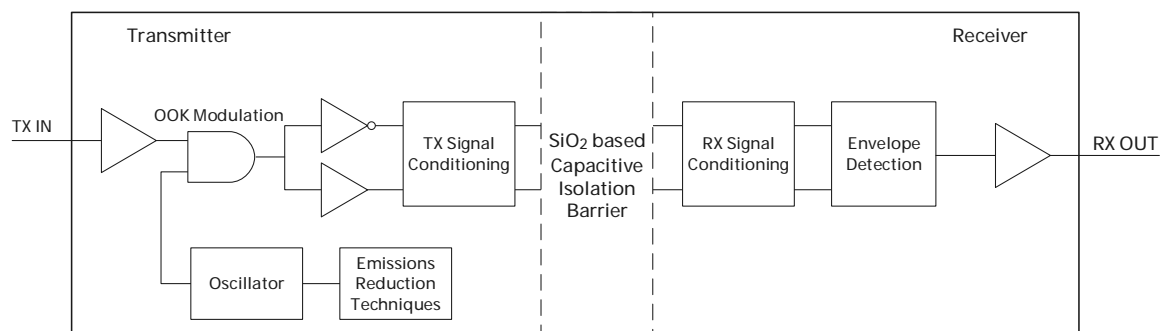 Transmitter
Receiver
OOK Modulation
TX IN
TX Signal
Conditioning
SiO₂ based
Capacitive
Isolation
Barrier
RX Signal
Conditioning
Envelope
Detection
RX OUT
Oscillator
Emissions
Reduction
Techniques